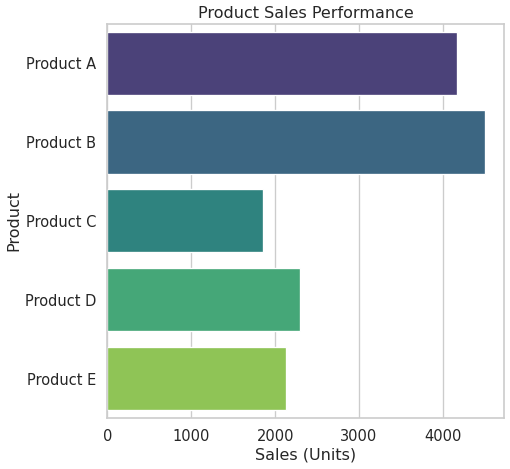 Product Sales Performance
Product A
Product B
Product C
Product D
Product E
Product
0 1000 2000 3000 4000
Sales (Units)